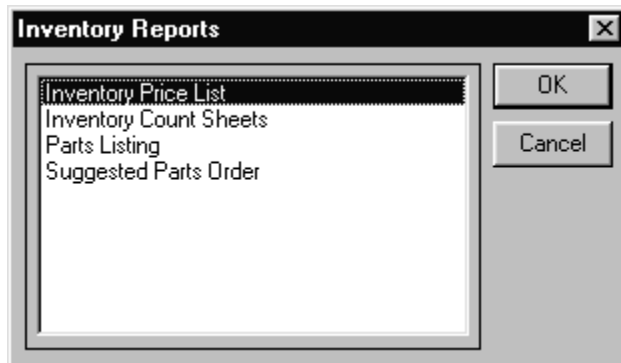 Inventory Reports
Inventory Price List
Inventory Count Sheets
Parts Listing
Suggested Parts Order
OK
Cancel